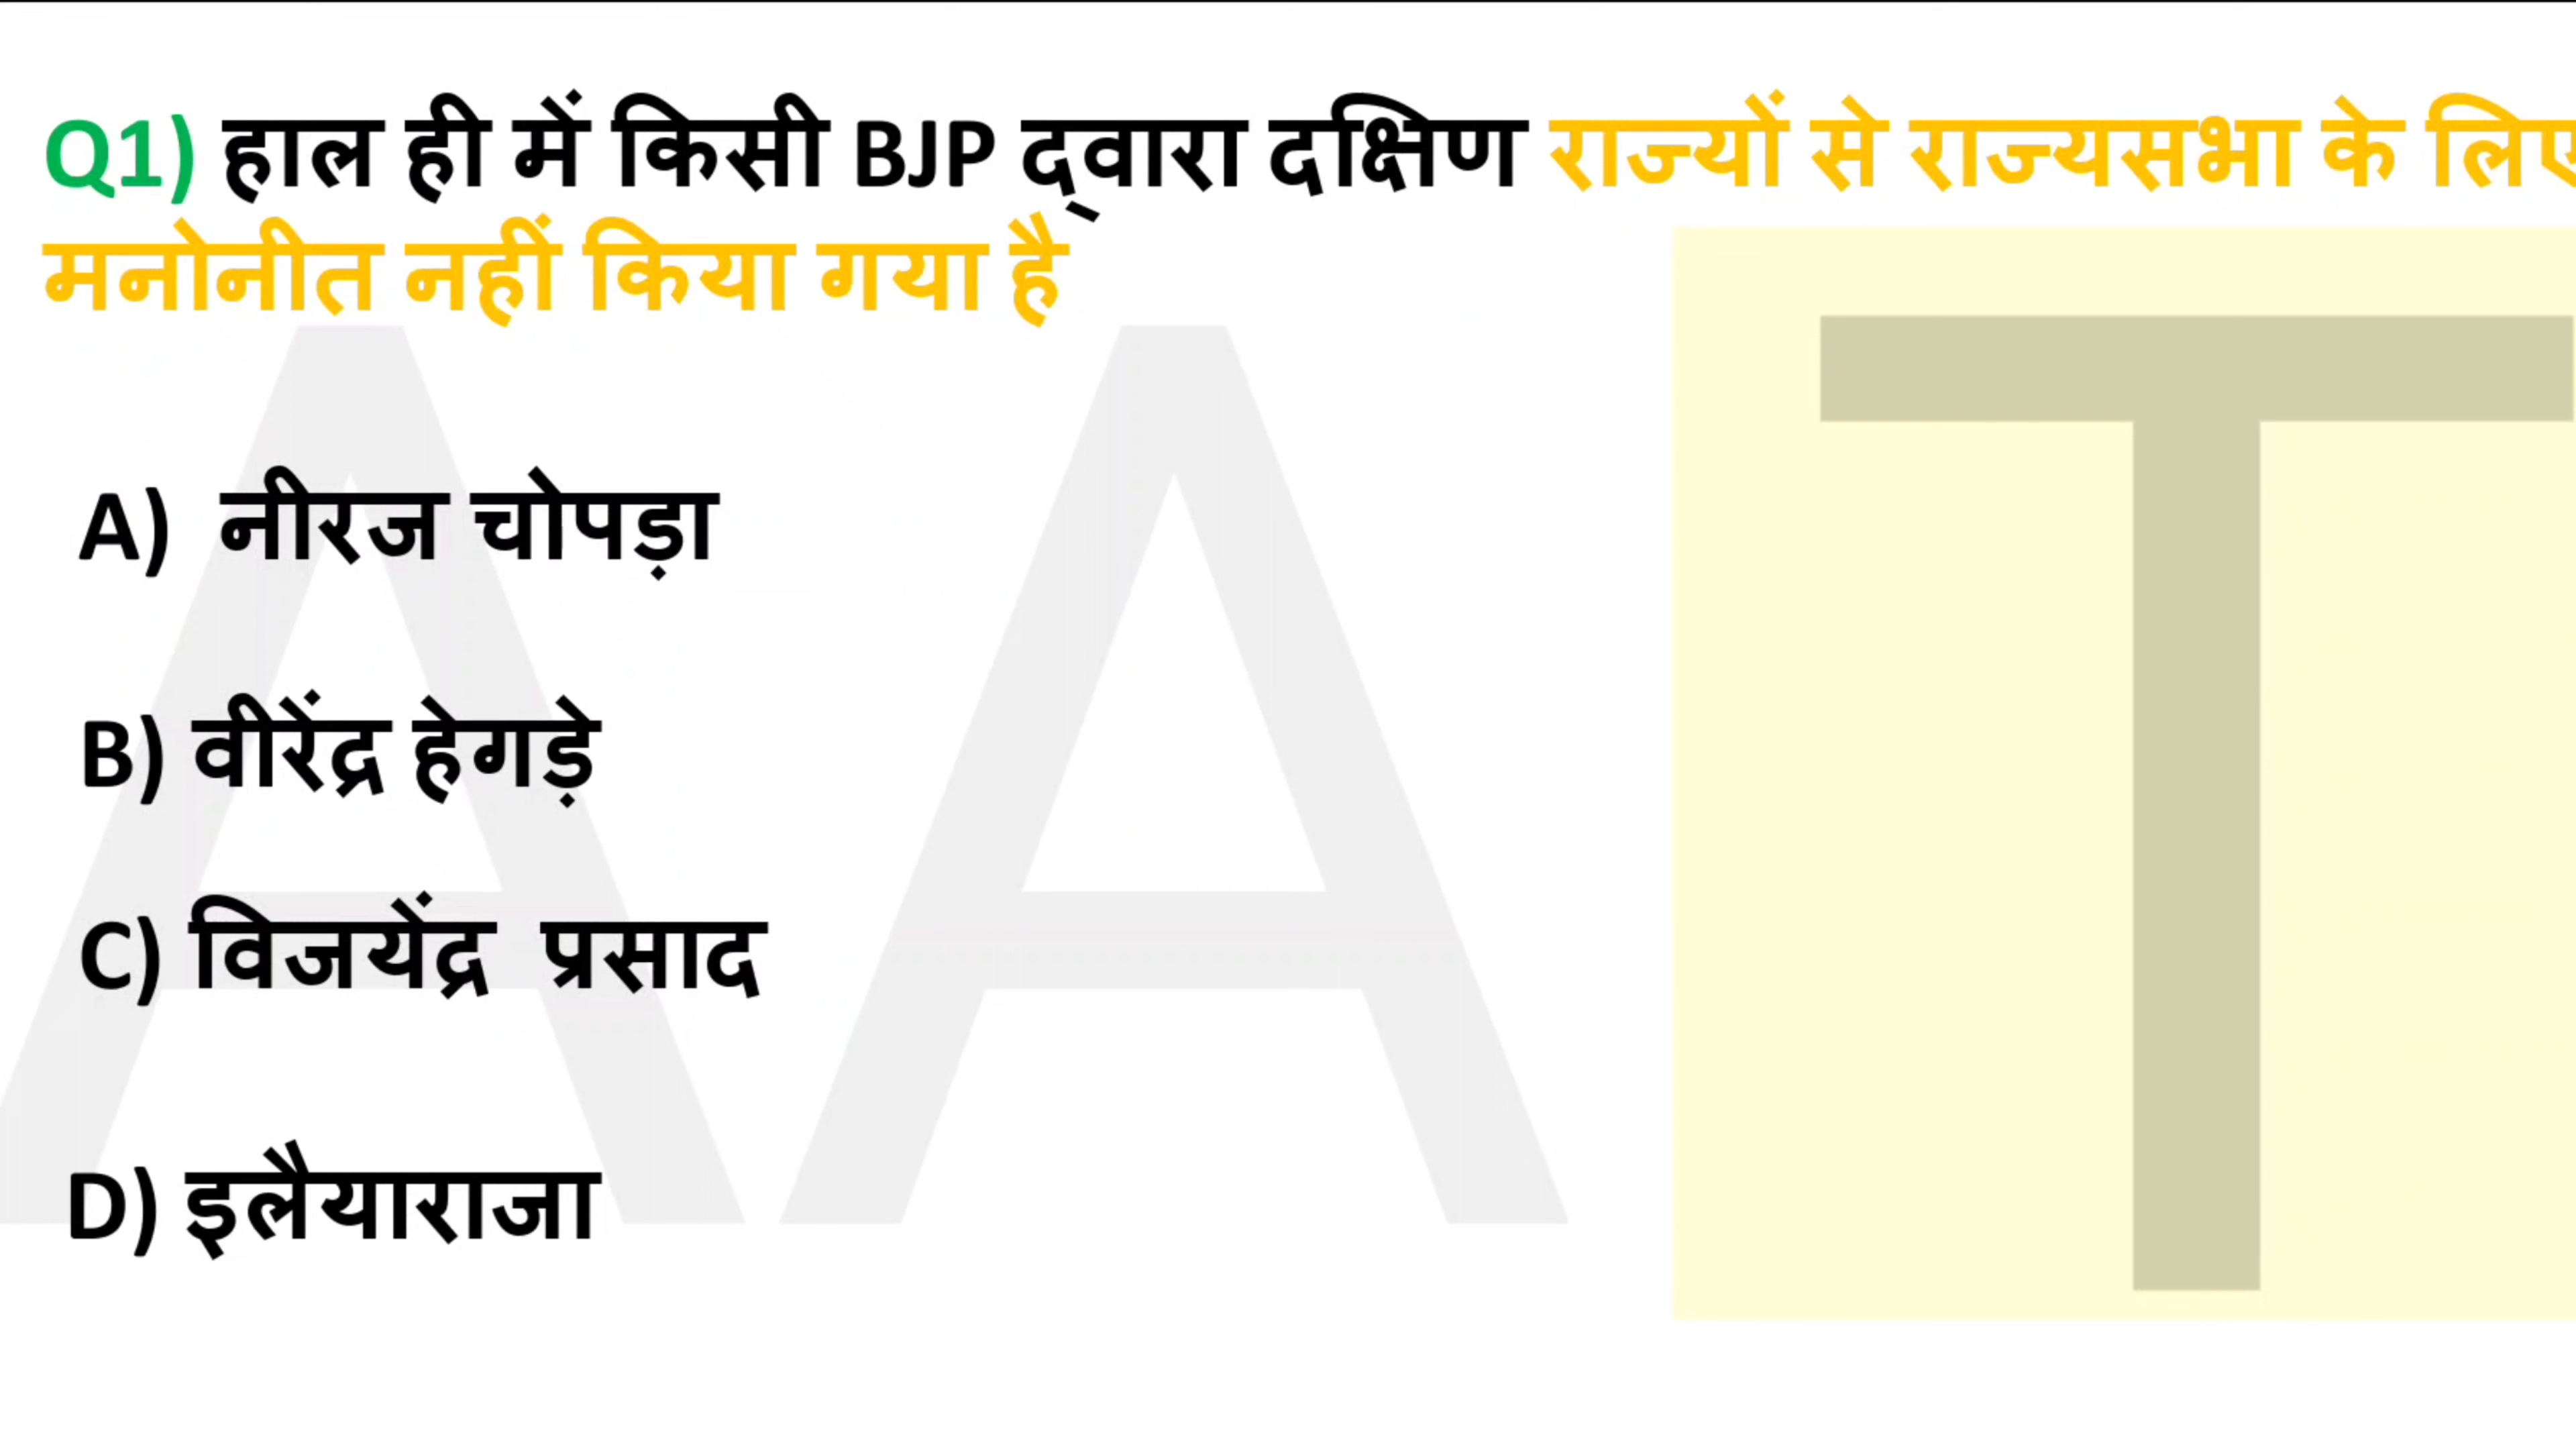 Q1) हाल ही में किसी BJP द्वारा दक्षिण राज्यों से राज्यसभा के लिए
मनोनीत नहीं किया गया है
A) नीरज चोपड़ा
B) वीरेंद्र हेगड़े
C) विजयेंद्र प्रसाद
D) इलैयाराजा
A A T